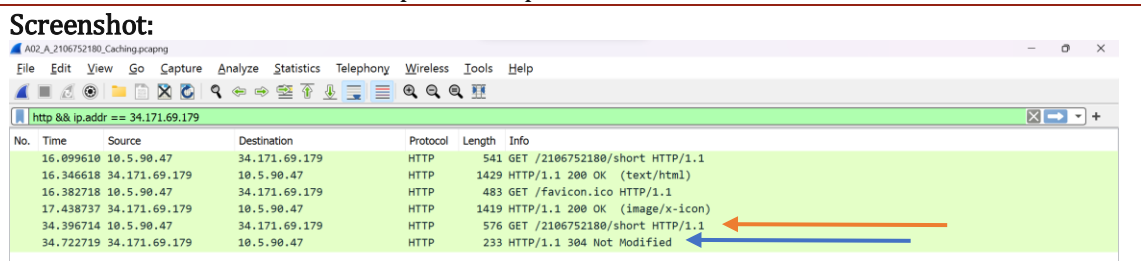 Screenshot:
A02_A_2106752180_Caching.pcapng
File Edit View Go Capture Analyze Statistics Telephony Wireless Tools Help
http && ip.addr == 34.171.69.179
No. Time Source Destination Protocol Length Info
16.099610 10.5.90.47 34.171.69.179 HTTP 541 GET /2106752180/short HTTP/1.1
16.346618 34.171.69.179 10.5.90.47 HTTP 1429 HTTP/1.1 200 OK (text/html)
16.382718 10.5.90.47 34.171.69.179 HTTP 483 GET /favicon.ico HTTP/1.1
17.438737 34.171.69.179 10.5.90.47 HTTP 1419 HTTP/1.1 200 OK (image/x-icon)
34.396714 10.5.90.47 34.171.69.179 HTTP 576 GET /2106752180/short HTTP/1.1
34.722719 34.171.69.179 10.5.90.47 HTTP 233 HTTP/1.1 304 Not Modified